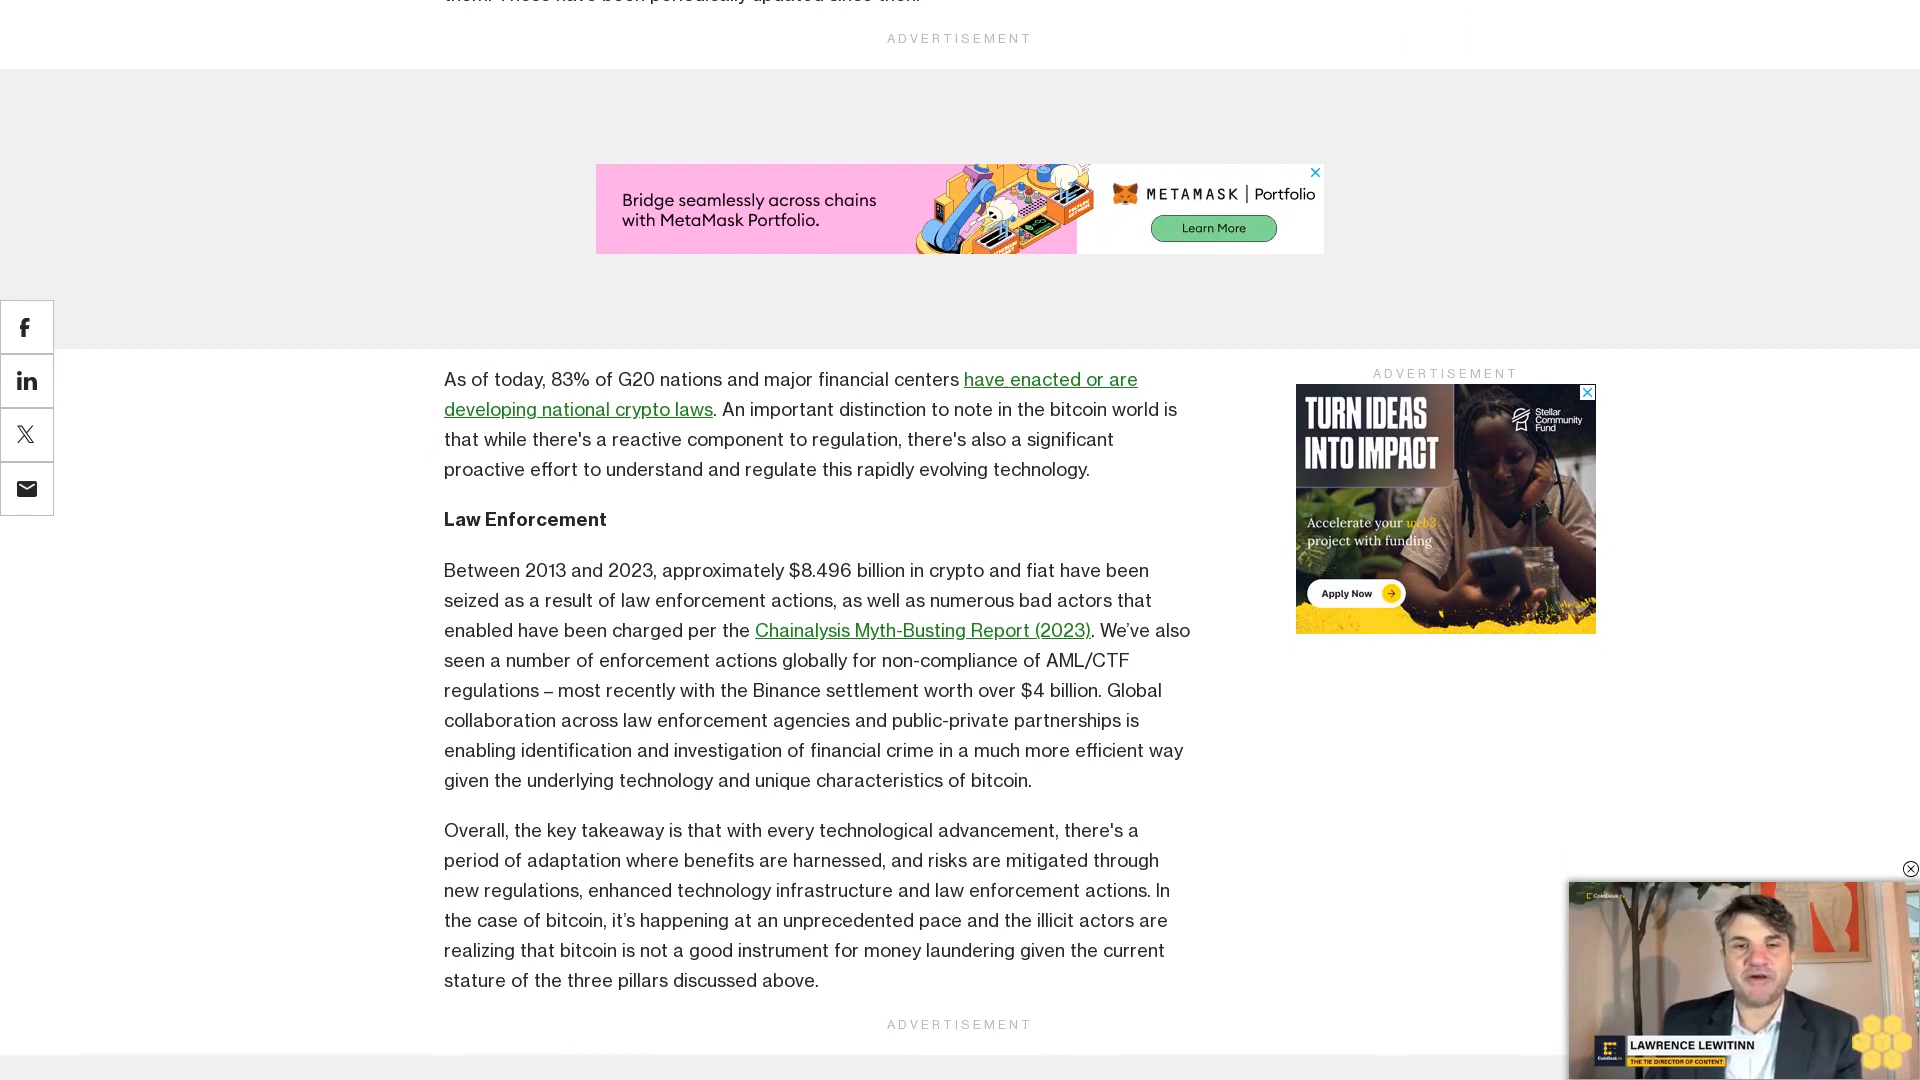 ADVERTISEMENT
Bridge seamlessly across chains
with MetaMask Portfolio.
METAMASK | Portfolio
Learn More
As of today, 83% of G20 nations and major financial centers have enacted or are
developing national crypto laws. An important distinction to note in the bitcoin world is
that while there's a reactive component to regulation, there's also a significant
proactive effort to understand and regulate this rapidly evolving technology.
Law Enforcement
Between 2013 and 2023, approximately $8.496 billion in crypto and fiat have been
seized as a result of law enforcement actions, as well as numerous bad actors that
enabled have been charged per the Chainalysis Myth-Busting Report (2023). We’ve also
seen a number of enforcement actions globally for non-compliance of AML/CTF
regulations – most recently with the Binance settlement worth over $4 billion. Global
collaboration across law enforcement agencies and public-private partnerships is
enabling identification and investigation of financial crime in a much more efficient way
given the underlying technology and unique characteristics of bitcoin.
Overall, the key takeaway is that with every technological advancement, there's a
period of adaptation where benefits are harnessed, and risks are mitigated through
new regulations, enhanced technology infrastructure and law enforcement actions. In
the case of bitcoin, it’s happening at an unprecedented pace and the illicit actors are
realizing that bitcoin is not a good instrument for money laundering given the current
stature of the three pillars discussed above.
ADVERTISEMENT
ADVERTISEMENT
TURN IDEAS
INTO IMPACT
Stellar
Community
Fund
Accelerate your web3
project with funding
Apply Now
LAWRENCE LEWITINN
THE TIE DIRECTOR OF CONTENT